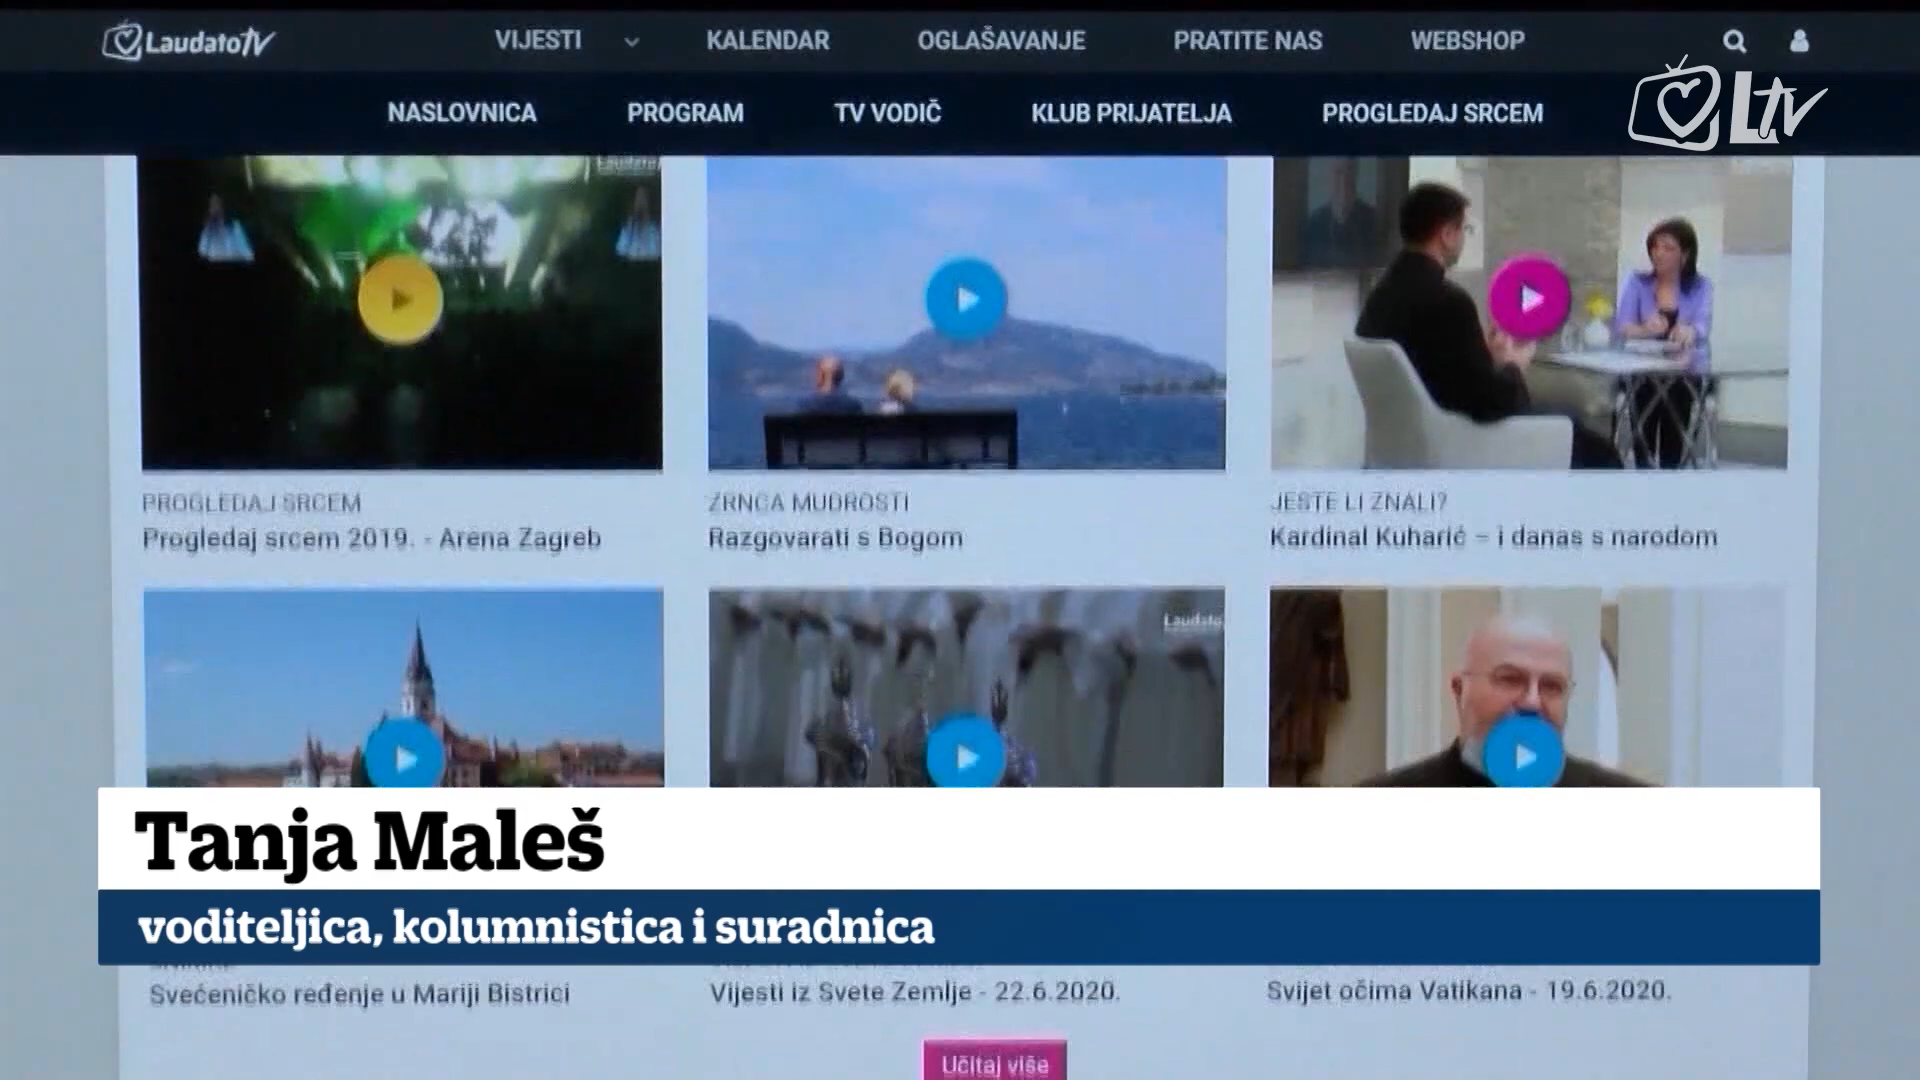 LaudatoTV
VIJESTI
KALENDAR
OGLAŠAVANJE
PRATITE NAS
WEBSHOP
NASLOVNICA
PROGRAM
TV VODIČ
KLUB PRIJATELJA
PROGLEDAJ SRCEM
LTV
Laudato
PROGLEDAJ SRCEM
Progledaj srcem 2019. - Arena Zagreb
ZRNCA MUDROSTI
Razgovarati s Bogom
JESTE LI ZNALI?
Kardinal Kuharić – i danas s narodom
Laudato
Tanja Maleš
voditeljica, kolumnistica i suradnica
Svećeničko ređenje u Mariji Bistrici
Vijesti iz Svete Zemlje - 22.6.2020.
Svijet očima Vatikana - 19.6.2020.
Učitaj više